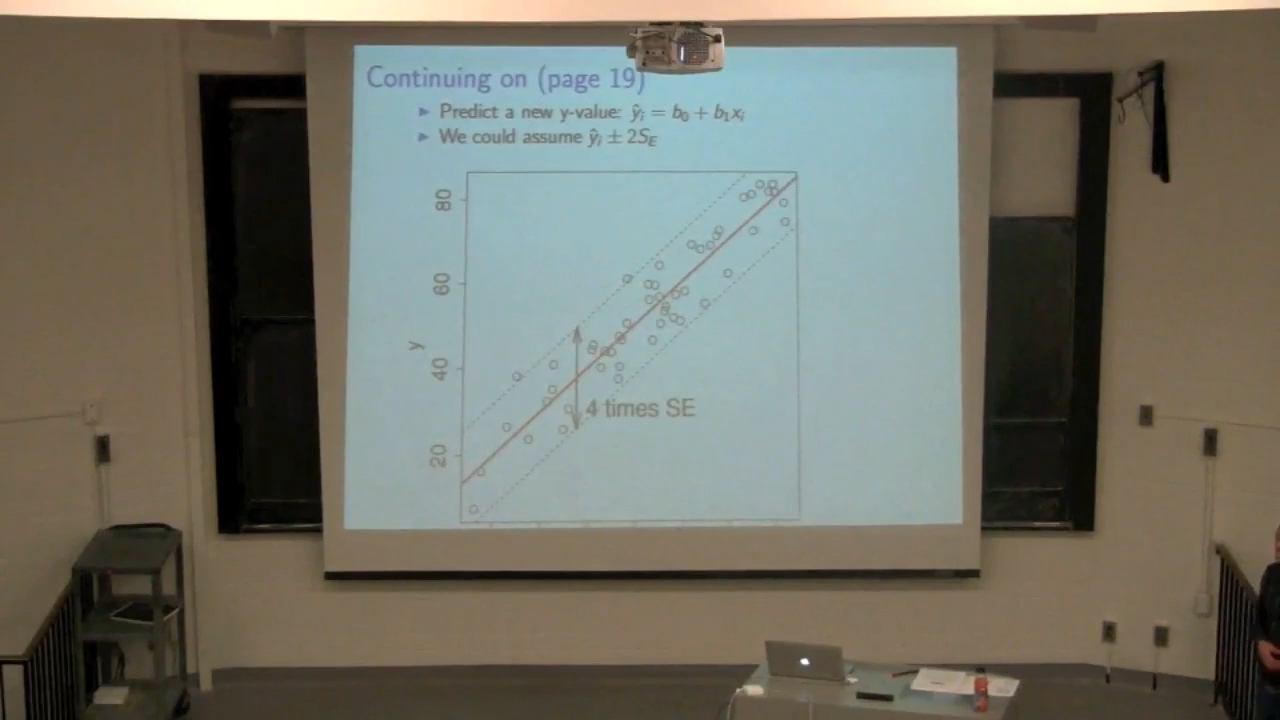 Continuing on (page 19)
► Predict a new y-value: ŷᵢ = b₀ + b₁xᵢ
► We could assume ŷᵢ ± 2S_E
80
60
y
40
4 times SE
20